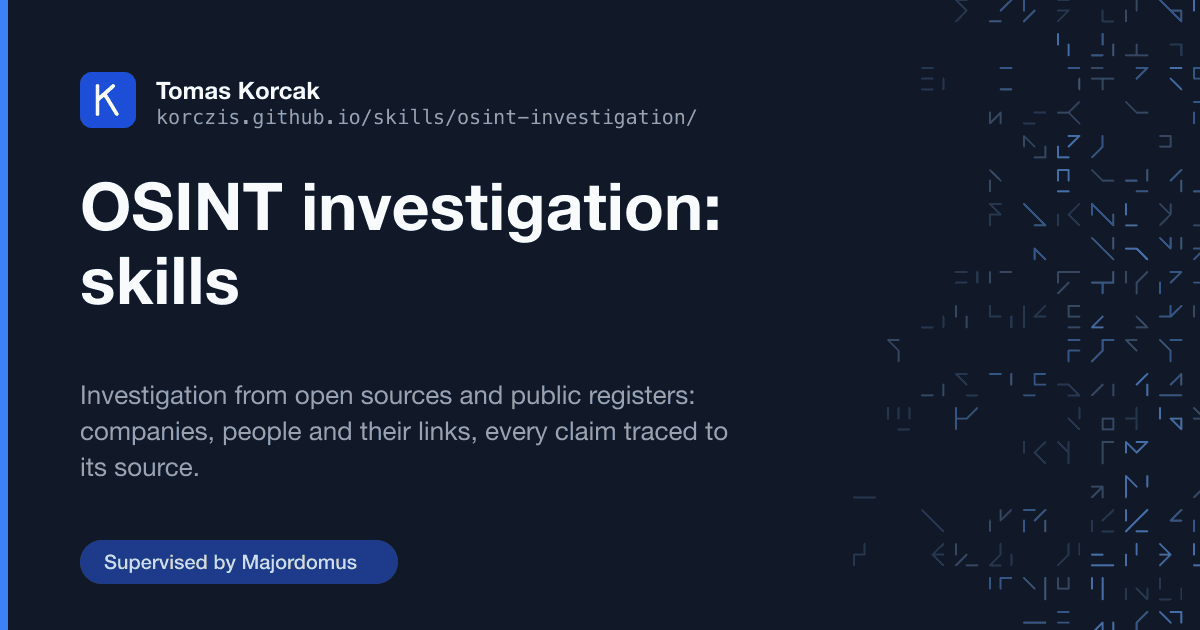 K
Tomas Korcak
korczis.github.io/skills/osint-investigation/
OSINT investigation:
skills
Investigation from open sources and public registers:
companies, people and their links, every claim traced to
its source.
Supervised by Majordomus